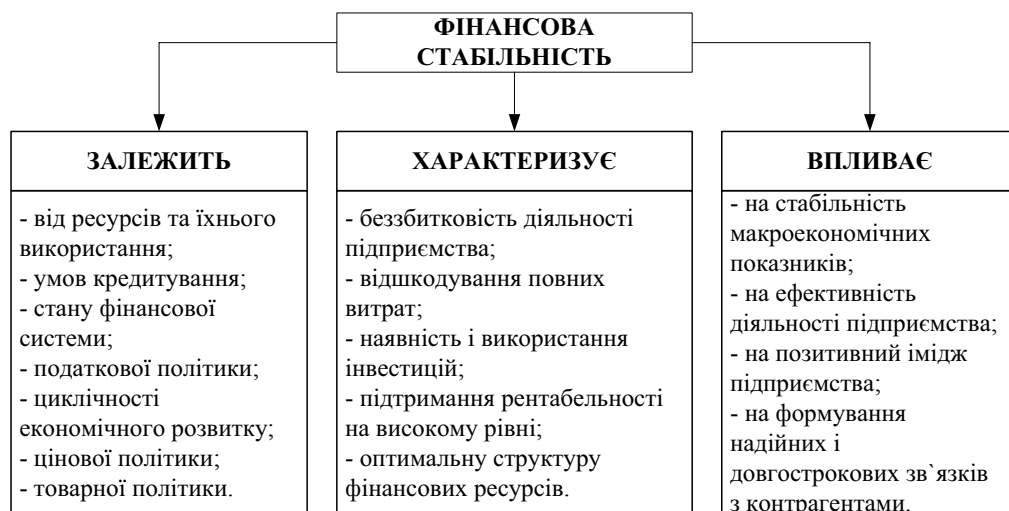 ФІНАНСОВА
СТАБІЛЬНІСТЬ
ЗАЛЕЖИТЬ
- від ресурсів та їхнього
використання;
- умов кредитування;
- стану фінансової
системи;
- податкової політики;
- циклічності
економічного розвитку;
- цінової політики;
- товарної політики.
ХАРАКТЕРИЗУЄ
- беззбитковість діяльності
підприємства;
- відшкодування повних
витрат;
- наявність і використання
інвестицій;
- підтримання рентабельності
на високому рівні;
- оптимальну структуру
фінансових ресурсів.
ВПЛИВАЄ
- на стабільність
макроекономічних
показників;
- на ефективність
діяльності підприємства;
- на позитивний імідж
підприємства;
- на формування
надійних і
довгострокових зв`язків
з контрагентами.